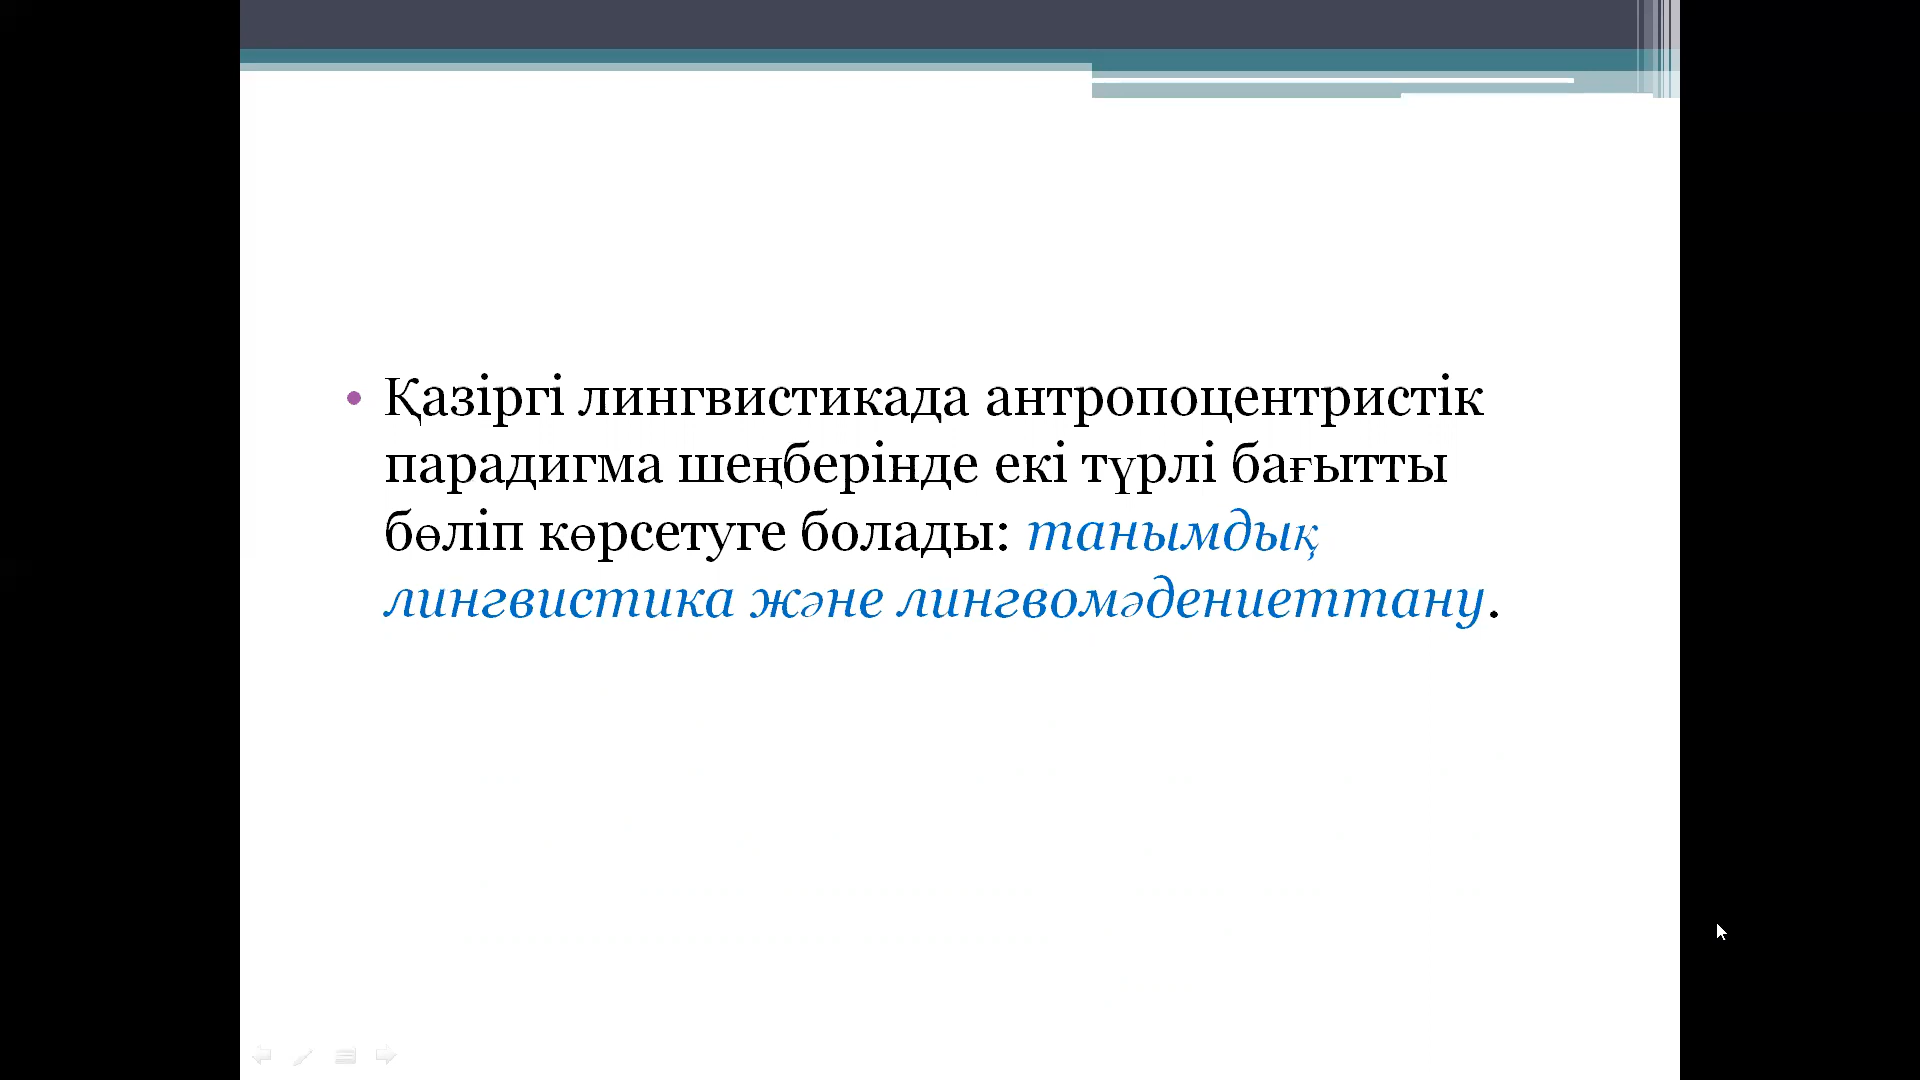 • Қазіргі лингвистикада антропоцентристік
парадигма шеңберінде екі түрлі бағытты
бөліп көрсетуге болады: танымдық
лингвистика және лингвомәдениеттану.